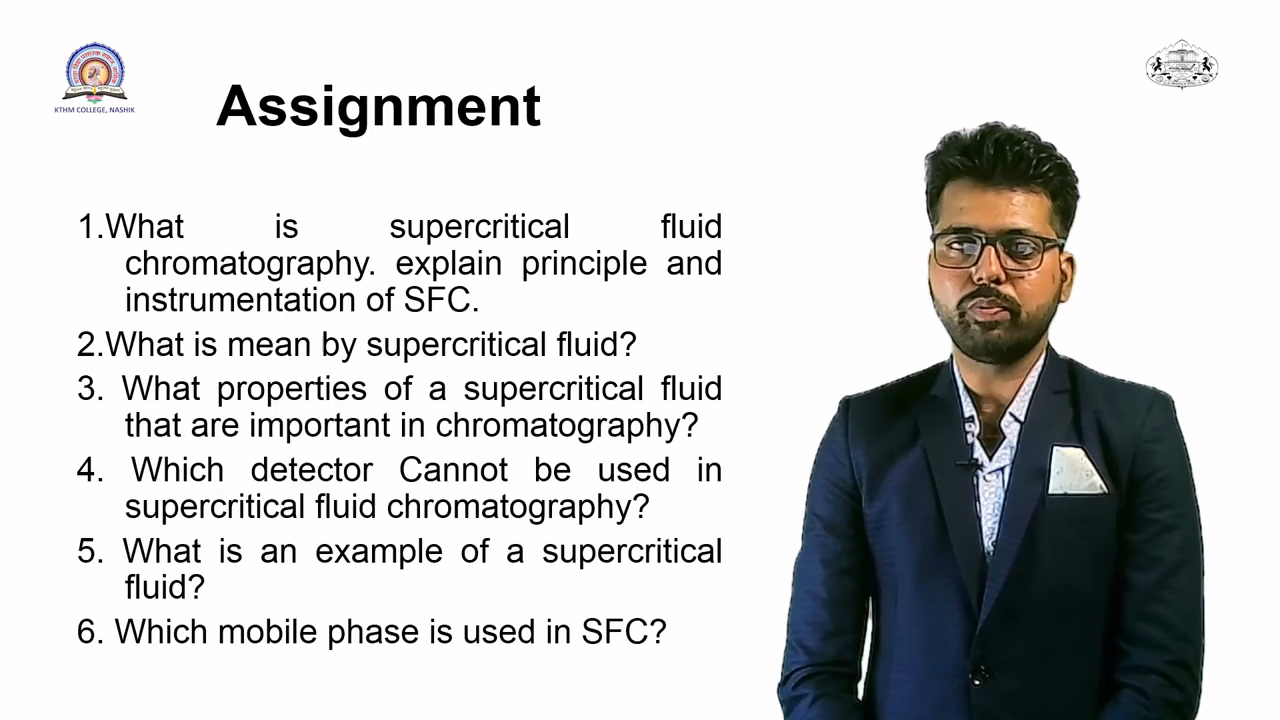 KTHM COLLEGE, NASHIK
Assignment
1.What is supercritical fluid
chromatography. explain principle and
instrumentation of SFC.
2.What is mean by supercritical fluid?
3. What properties of a supercritical fluid
that are important in chromatography?
4. Which detector Cannot be used in
supercritical fluid chromatography?
5. What is an example of a supercritical
fluid?
6. Which mobile phase is used in SFC?